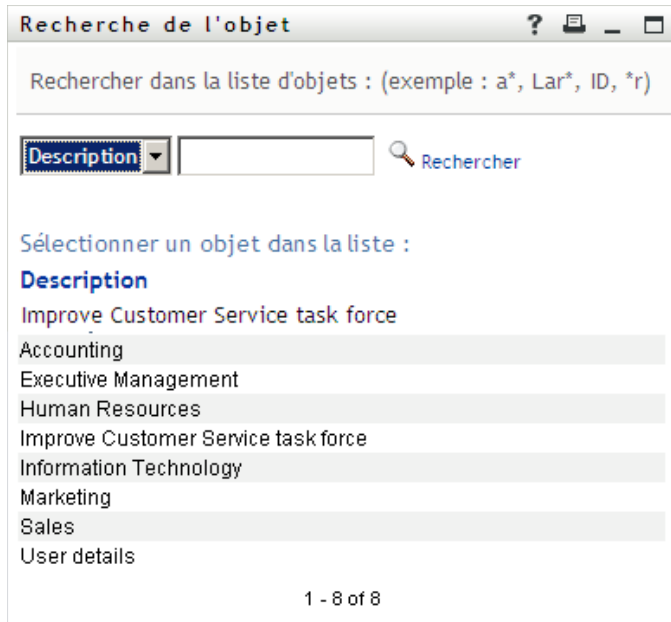 Recherche de l'objet ?
Rechercher dans la liste d'objets : (exemple : a*, Lar*, ID, *r)
Description Rechercher
Sélectionner un objet dans la liste :
Description
Improve Customer Service task force
Accounting
Executive Management
Human Resources
Improve Customer Service task force
Information Technology
Marketing
Sales
User details
1 - 8 of 8